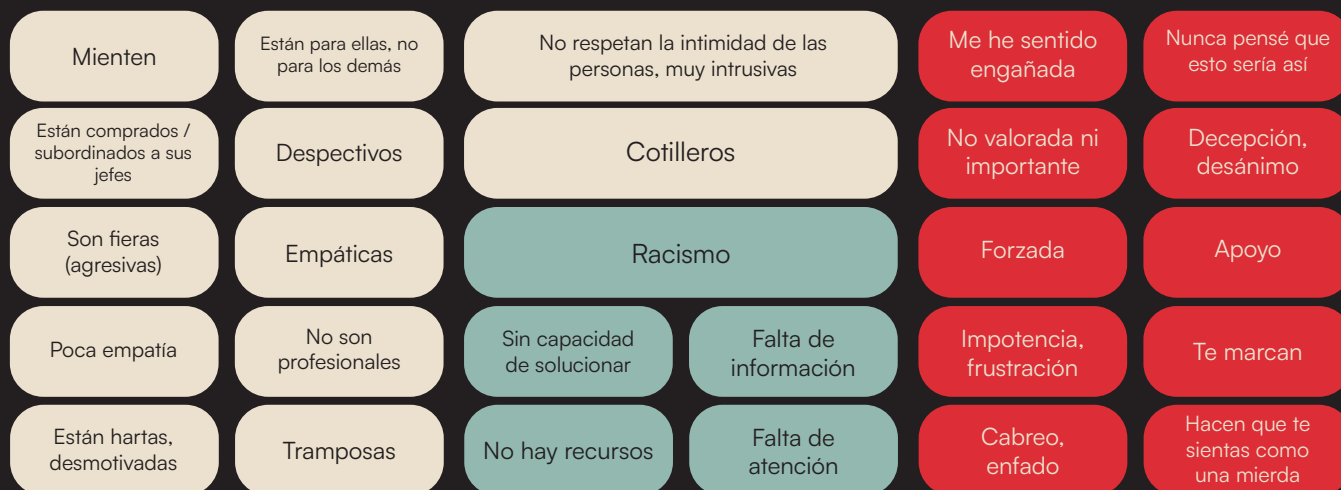 Mienten
Están para ellas, no
para los demás
No respetan la intimidad de las
personas, muy intrusivas
Me he sentido
engañada
Nunca pensé que
esto sería así
Están comprados /
subordinados a sus
jefes
Despectivos
Cotilleros
No valorada ni
importante
Decepción,
desánimo
Son fieras
(agresivas)
Empáticas
Racismo
Forzada
Apoyo
Poca empatía
No son
profesionales
Sin capacidad
de solucionar
Falta de
información
Impotencia,
frustración
Te marcan
Están hartas,
desmotivadas
Tramposas
No hay recursos
Falta de
atención
Cabreo,
enfado
Hacen que te
sientas como
una mierda